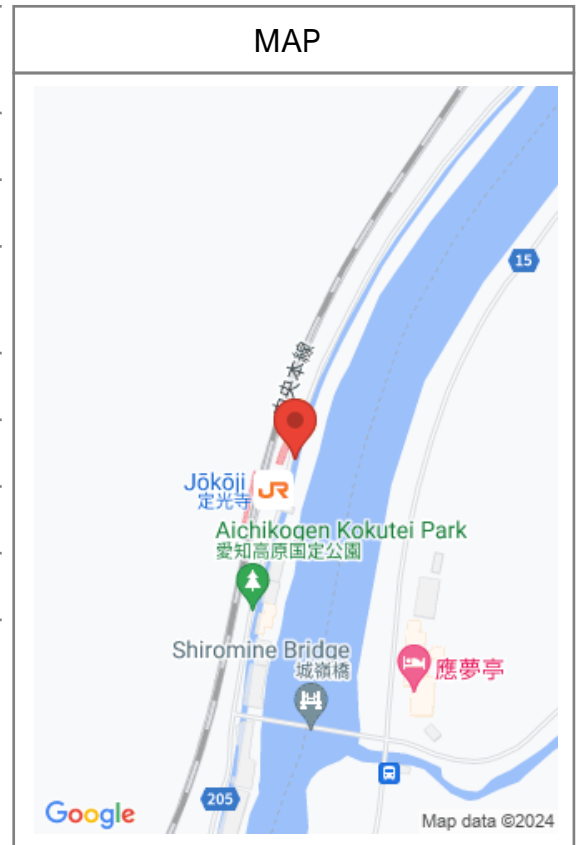 MAP
15
中央本線
Jōkōji
定光寺
JR
Aichikogen Kokutei Park
愛知高原国定公園
Shiromine Bridge
城嶺橋
應夢亭
205
Google
Map data ©2024